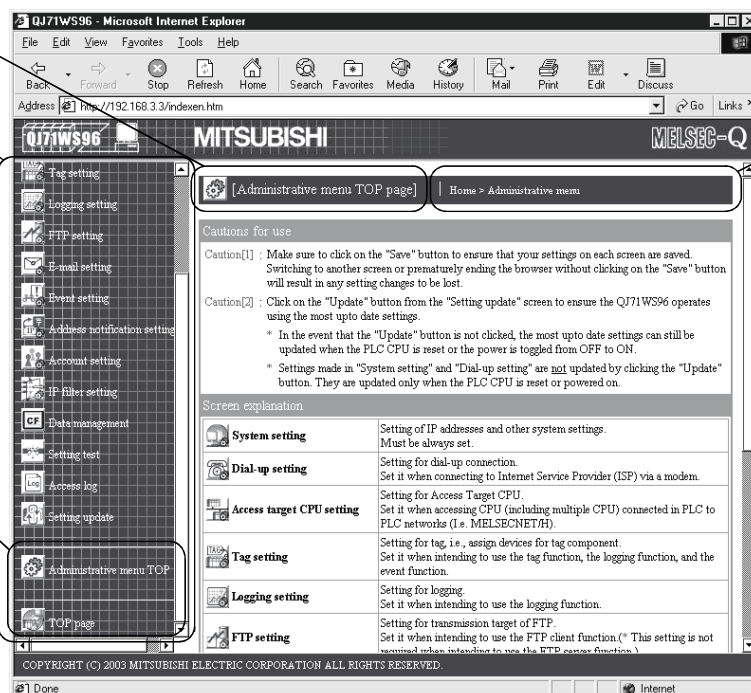 QJ71WS96 - Microsoft Internet Explorer
File Edit View Favorites Tools Help
Back Forward Stop Refresh Home Search Favorites Media History Mail Print Edit Discuss
Address http://192.168.3.3/indexen.htm Go Links
QJ71WS96 MITSUBISHI MELSEC-Q
Tag setting
Logging setting
FTP setting
E-mail setting
Event setting
Address notification setting
Account setting
IP filter setting
CF Data management
Setting test
Log Access log
Setting update
Administrative menu TOP
TOP page
[Administrative menu TOP page] Home > Administrative menu
Cautions for use
Caution[1] : Make sure to click on the "Save" button to ensure that your settings on each screen are saved.
Switching to another screen or prematurely ending the browser without clicking on the "Save" button
will result in any setting changes to be lost.
Caution[2] : Click on the "Update" button from the "Setting update" screen to ensure the QJ71WS96 operates
using the most upto date settings.
* In the event that the "Update" button is not clicked, the most upto date settings can still be
updated when the PLC CPU is reset or the power is toggled from OFF to ON.
* Settings made in "System setting" and "Dial-up setting" are not updated by clicking the "Update"
button. They are updated only when the PLC CPU is reset or powered on.
Screen explanation
System setting
Setting of IP addresses and other system settings.
Must be always set.
Dial-up setting
Setting for dial-up connection.
Set it when connecting to Internet Service Provider (ISP) via a modem.
Access target CPU setting
Setting for Access Target CPU.
Set it when accessing CPU (including multiple CPU) connected in PLC to
PLC networks (I.e. MELSECNET/H).
TAG Tag setting
Setting for tag, i.e., assign devices for tag component.
Set it when intending to use the tag function, the logging function, and the
event function.
Logging setting
Setting for logging.
Set it when intending to use the logging function.
FTP setting
Setting for transmission target of FTP.
Set it when intending to use the FTP client function.(* This setting is not
required when intending to use the FTP server function.)
COPYRIGHT (C) 2003 MITSUBISHI ELECTRIC CORPORATION ALL RIGHTS RESERVED.
Done Internet